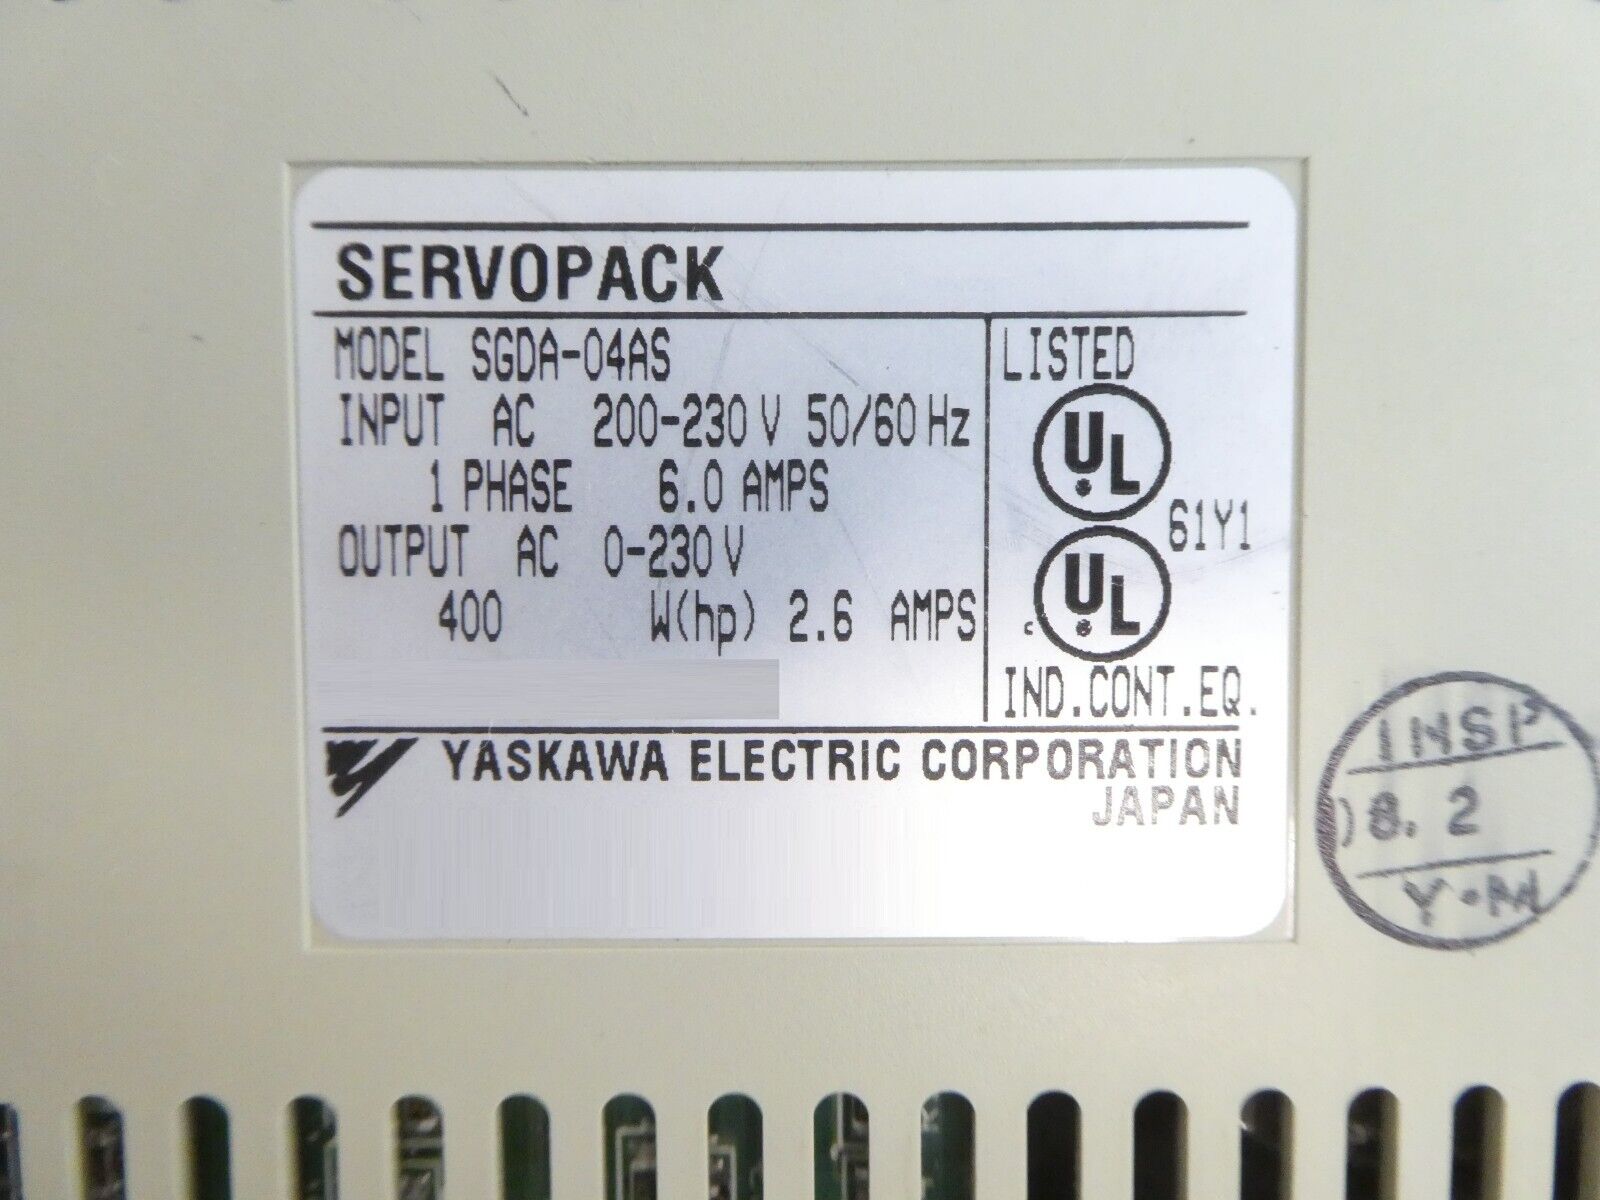 SERVOPACK
MODEL SGDA-04AS
INPUT AC 200-230 V 50/60 Hz
1 PHASE 6.0 AMPS
OUTPUT AC 0-230 V
400 W(hp) 2.6 AMPS
LISTED
UL
61Y1
c UL
IND.CONT.EQ.
YASKAWA ELECTRIC CORPORATION
JAPAN
INSP
8. 2